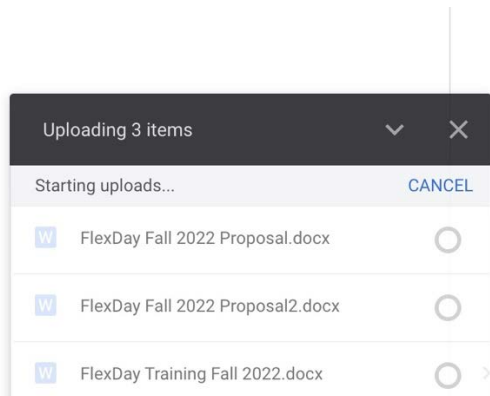 Uploading 3 items
Starting uploads... CANCEL
W FlexDay Fall 2022 Proposal.docx
W FlexDay Fall 2022 Proposal2.docx
W FlexDay Training Fall 2022.docx